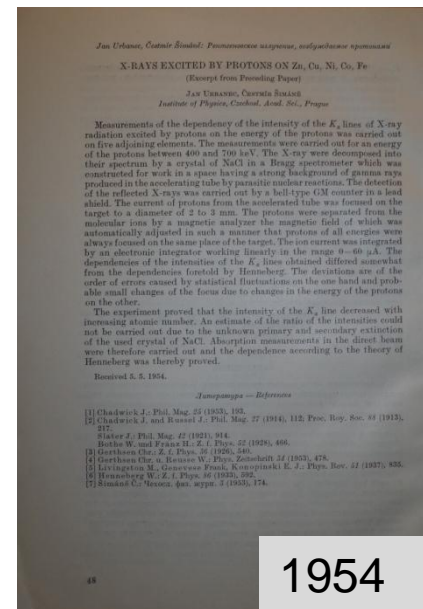 Jan Urbanec, Čestmír Šimáně: Рентгеновское излучение, возбуждаемое протонами
X-RAYS EXCITED BY PROTONS ON Zn, Cu, Ni, Co, Fe
(Excerpt from Preceding Paper)
JAN URBANEC, ČESTMÍR ŠIMÁNĚ
Institute of Physics, Czechosl. Acad. Sci., Prague
Measurements of the dependency of the intensity of the Kα lines of X-ray
radiation excited by protons on the energy of the protons was carried out
on five adjoining elements. The measurements were carried out for an energy
of the protons between 400 and 700 keV. The X-ray were decomposed into
their spectrum by a crystal of NaCl in a Bragg spectrometer which was
constructed for work in a space having a strong background of gamma rays
produced in the accelerating tube by parasitic nuclear reactions. The detection
of the reflected X-rays was carried out by a bell-type GM counter in a lead
shield. The current of protons from the accelerated tube was focused on the
target to a diameter of 2 to 3 mm. The protons were separated from the
molecular ions by a magnetic analyzer the magnetic field of which was
automatically adjusted in such a manner that protons of all energies were
always focused on the same place of the target. The ion current was integrated
by an electronic integrator working linearly in the range 0—60 μA. The
dependencies of the intensities of the Kα lines obtained differed somewhat
from the dependencies foretold by Henneberg. The deviations are of the
order of errors caused by statistical fluctuations on the one hand and prob-
able small changes of the focus due to changes in the energy of the protons
on the other.
The experiment proved that the intensity of the Kα line decreased with
increasing atomic number. An estimate of the ratio of the intensities could
not be carried out due to the unknown primary and secondary extinction
of the used crystal of NaCl. Absorption measurements in the direct beam
were therefore carried out and the dependence according to the theory of
Henneberg was thereby proved.
Received 5. 3. 1954.
Литература — References
[1] Chadwick J.: Phil. Mag. 25 (1953), 193.
[2] Chadwick J. and Russel J.: Phil. Mag. 27 (1914), 112; Proc. Roy. Soc. 88 (1913),
217.
Slater J.: Phil. Mag. 42 (1921), 914.
Bothe W. und Fränz H.: Z. f. Phys. 52 (1928), 466.
[3] Gerthsen Chr.: Z. f. Phys. 36 (1926), 540.
[4] Gerthsen Chr. u. Reusse W.: Phys. Zeitschrift 34 (1953), 478.
[5] Livingston M., Genevese Frank, Konopinski E. J.: Phys. Rev. 51 (1937), 835.
[6] Henneberg W.: Z. f. Phys. 86 (1933), 592.
[7] Šimáně Č.: Чехосл. физ. журн. 3 (1953), 174.
48
1954